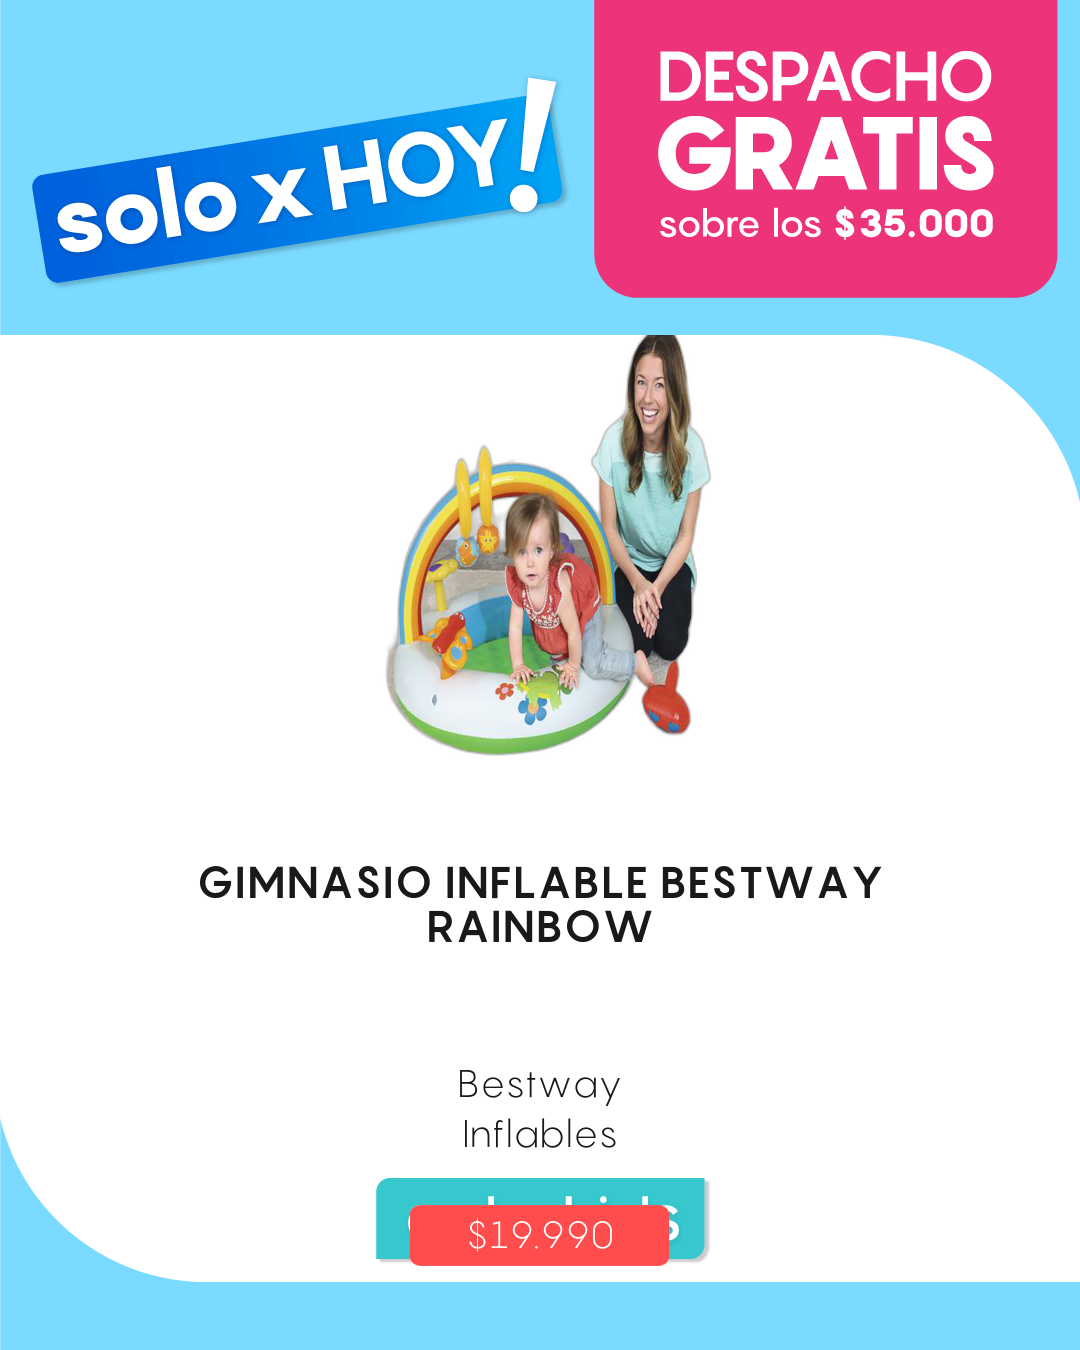 solo x HOY!
DESPACHO
GRATIS
sobre los $35.000
GIMNASIO INFLABLE BESTWAY
RAINBOW
Bestway
Inflables
$19.990